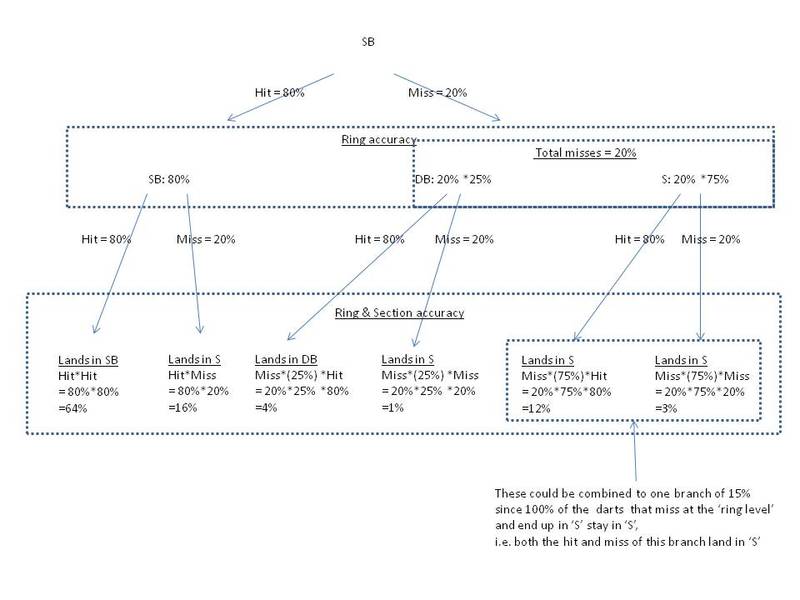 SB
Hit = 80%
Miss = 20%
Ring accuracy
Total misses = 20%
SB: 80%
DB: 20% *25%
S: 20% *75%
Hit = 80%
Miss = 20%
Hit = 80%
Miss = 20%
Hit = 80%
Miss = 20%
Ring & Section accuracy
Lands in SB
Hit*Hit
= 80%*80%
=64%
Lands in S
Hit*Miss
= 80%*20%
=16%
Lands in DB
Miss*(25%) *Hit
= 20%*25% *80%
=4%
Lands in S
Miss*(25%) *Miss
= 20%*25% *20%
=1%
Lands in S
Miss*(75%)*Hit
= 20%*75%*80%
=12%
Lands in S
Miss*(75%)*Miss
= 20%*75%*20%
=3%
These could be combined to one branch of 15%
since 100% of the darts that miss at the ‘ring level’
and end up in ‘S’ stay in ‘S’,
i.e. both the hit and miss of this branch land in ‘S’